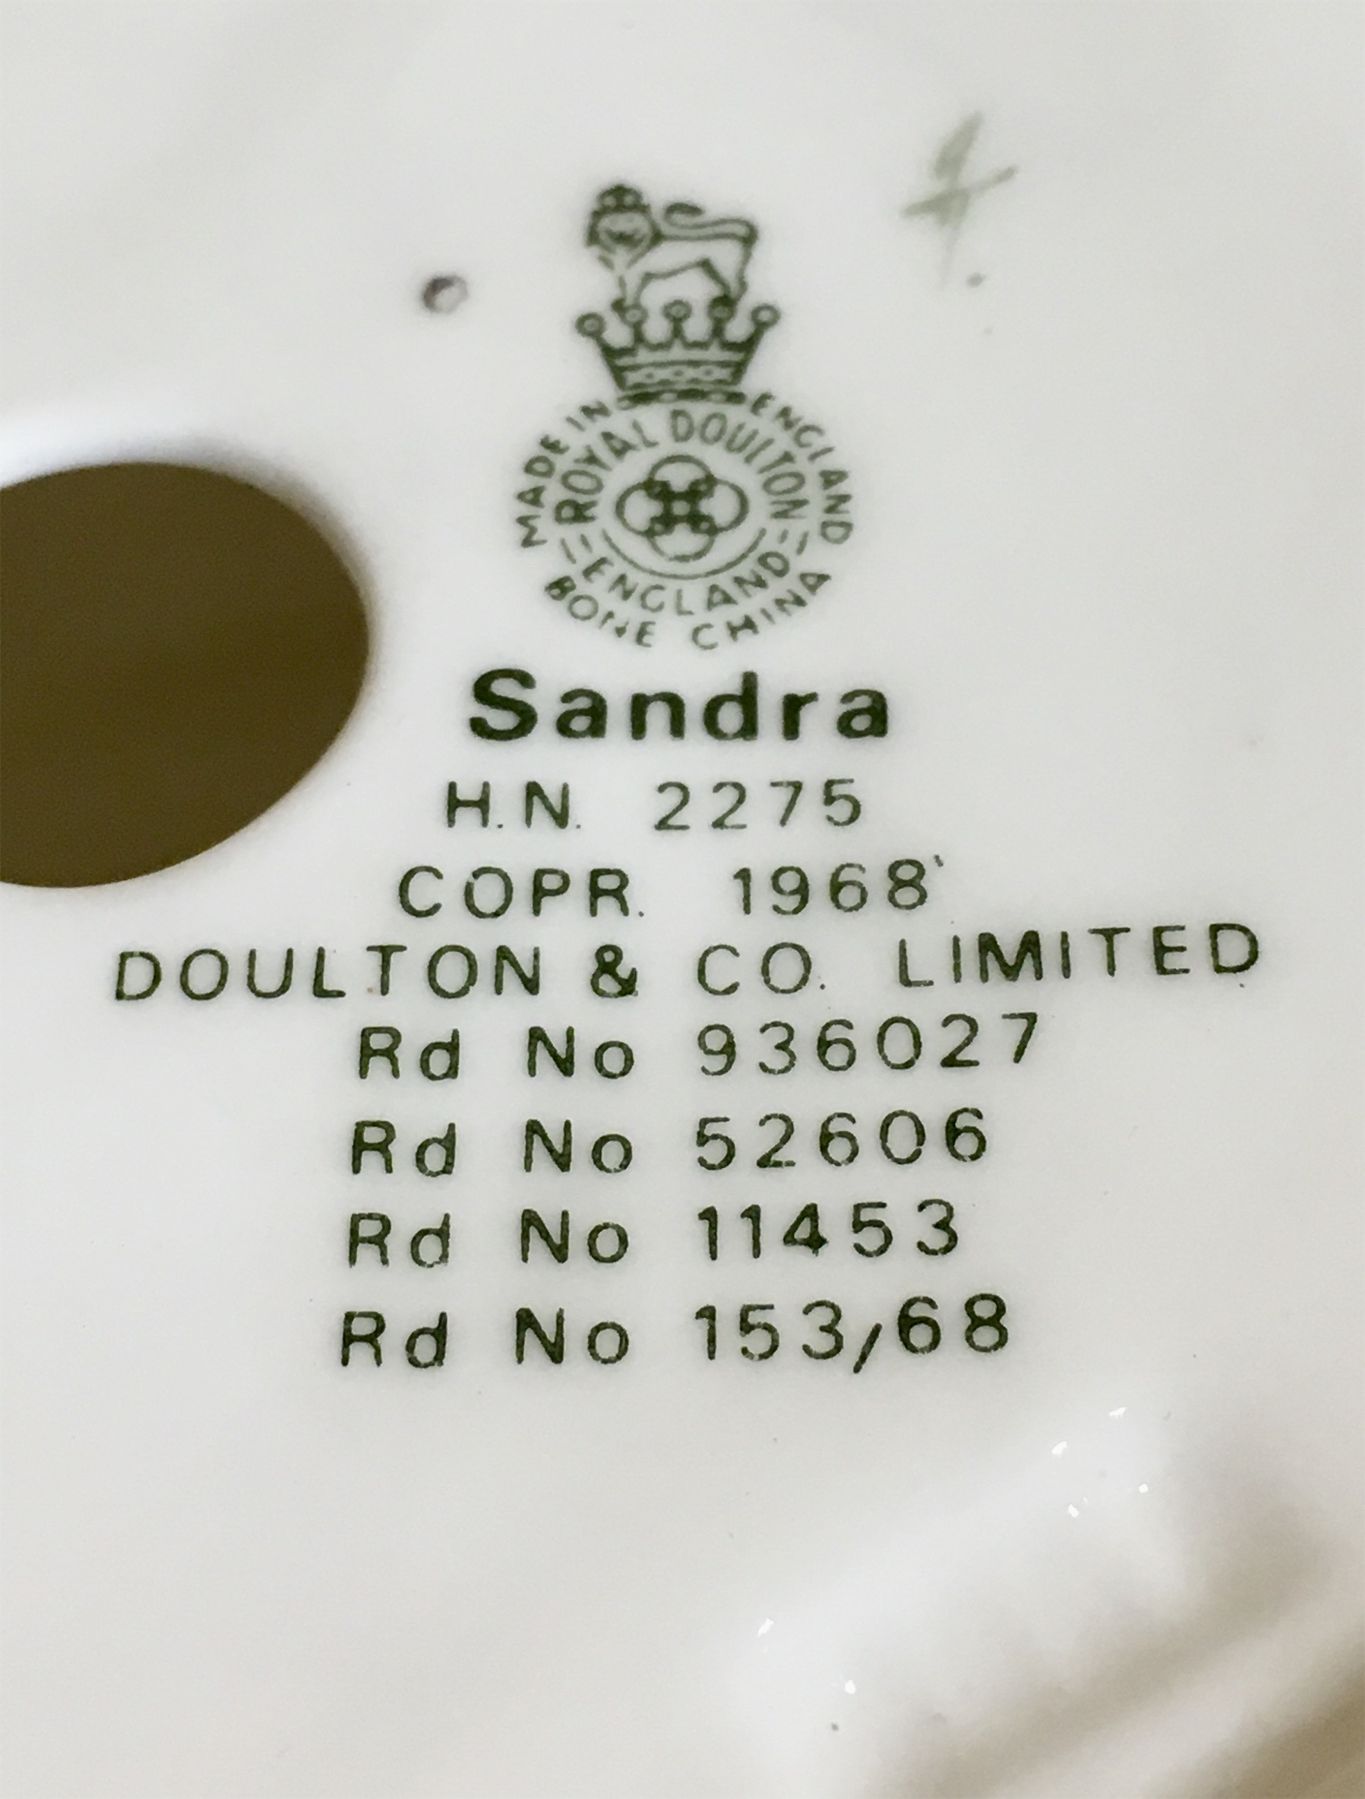 MADE IN ENGLAND
ROYAL DOULTON
ENGLAND
BONE CHINA
Sandra
H.N. 2275
COPR. 1968
DOULTON & CO. LIMITED
Rd No 936027
Rd No 52606
Rd No 11453
Rd No 153/68